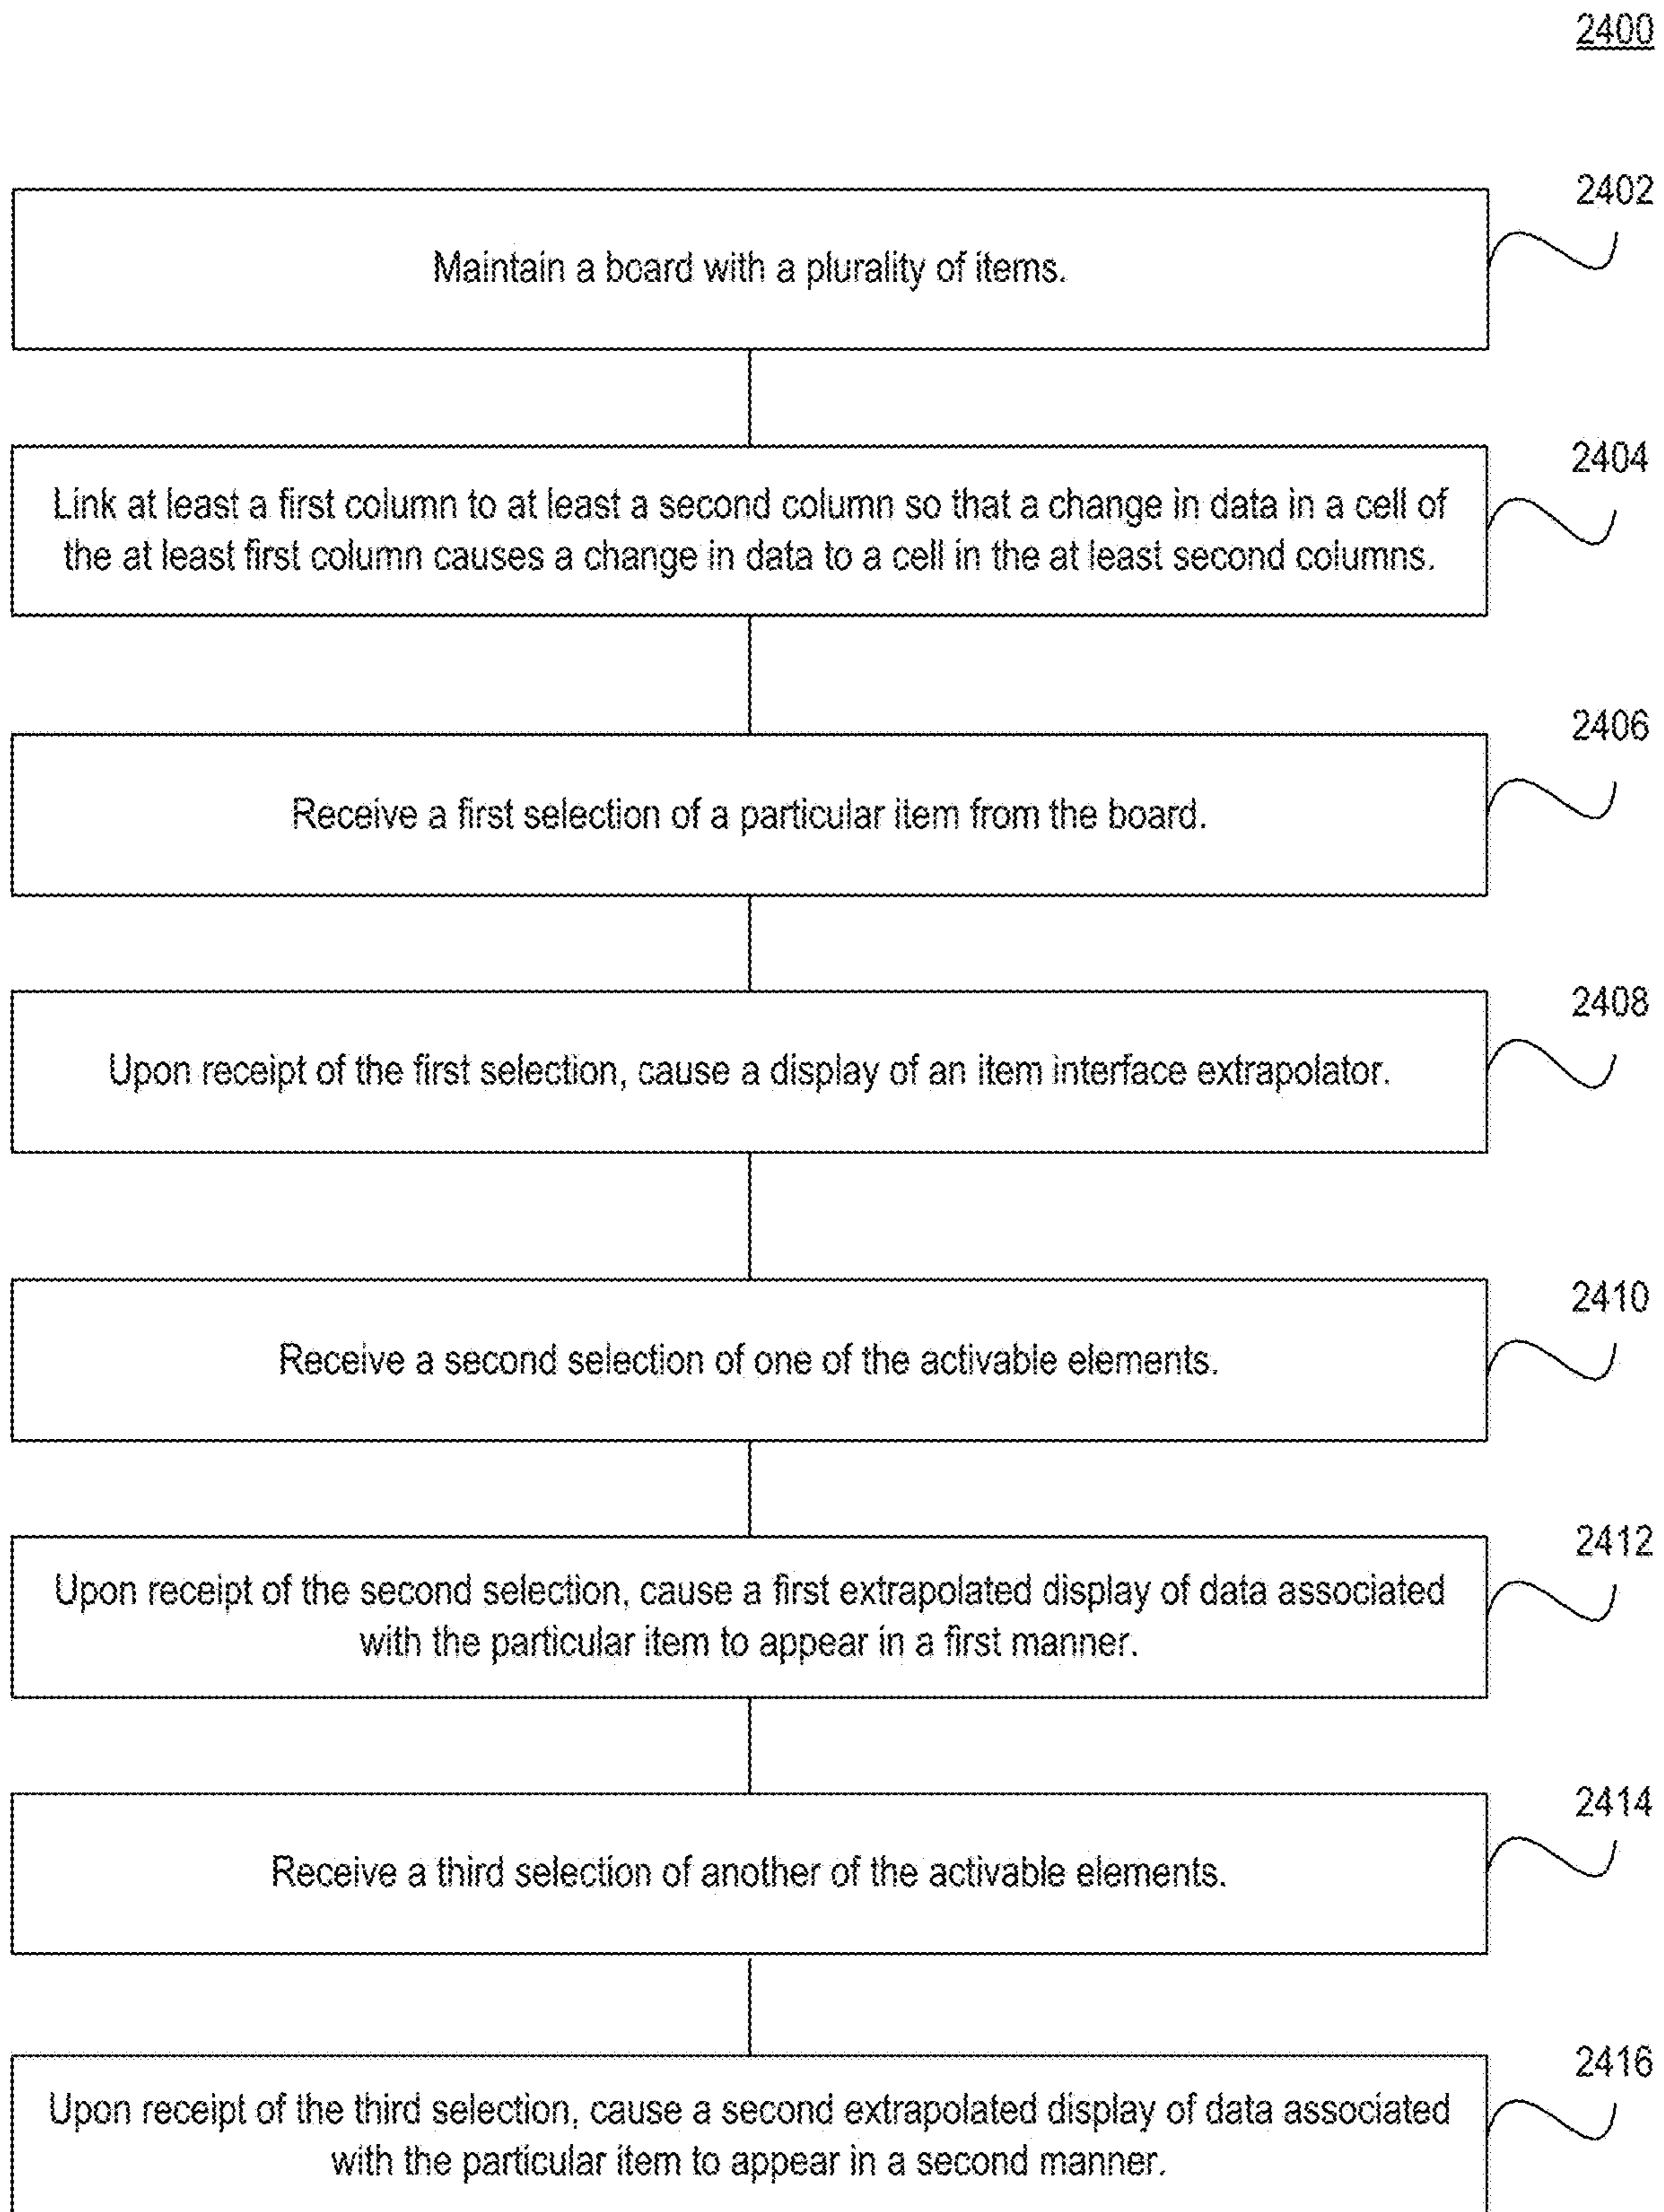 2400
2402
Maintain a board with a plurality of items.
2404
Link at least a first column to at least a second column so that a change in data in a cell of
the at least first column causes a change in data to a cell in the at least second columns.
2406
Receive a first selection of a particular item from the board.
2408
Upon receipt of the first selection, cause a display of an item interface extrapolator.
2410
Receive a second selection of one of the activable elements.
2412
Upon receipt of the second selection, cause a first extrapolated display of data associated
with the particular item to appear in a first manner.
2414
Receive a third selection of another of the activable elements.
2416
Upon receipt of the third selection, cause a second extrapolated display of data associated
with the particular item to appear in a second manner.